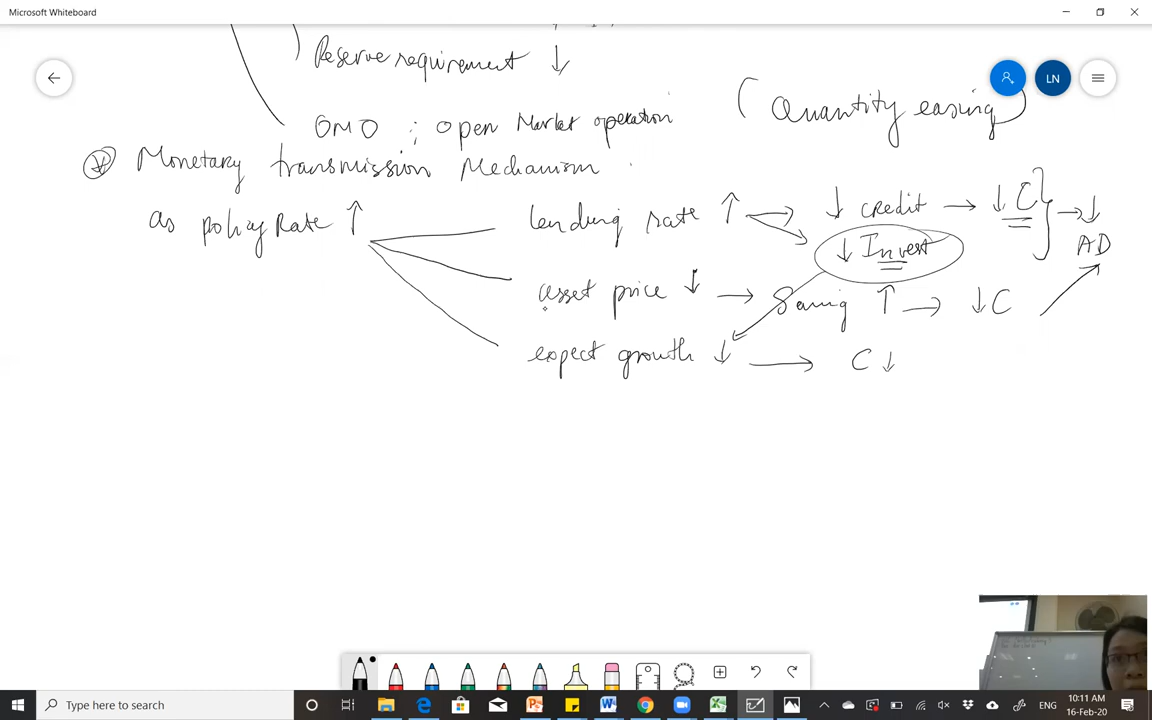 Microsoft Whiteboard
Reserve requirement ↓
OMO ; Open Market operation
(Quantity easing)
LN
Monetary transmission Mechanism
as policy Rate ↑
lending rate ↑ → ↓ credit → ↓ C } → ↓
↓ Invest
AD
asset price ↓ → Saving ↑ → ↓ C
expect growth ↓ → C ↓
Type here to search
ENG
10:11 AM
16-Feb-20